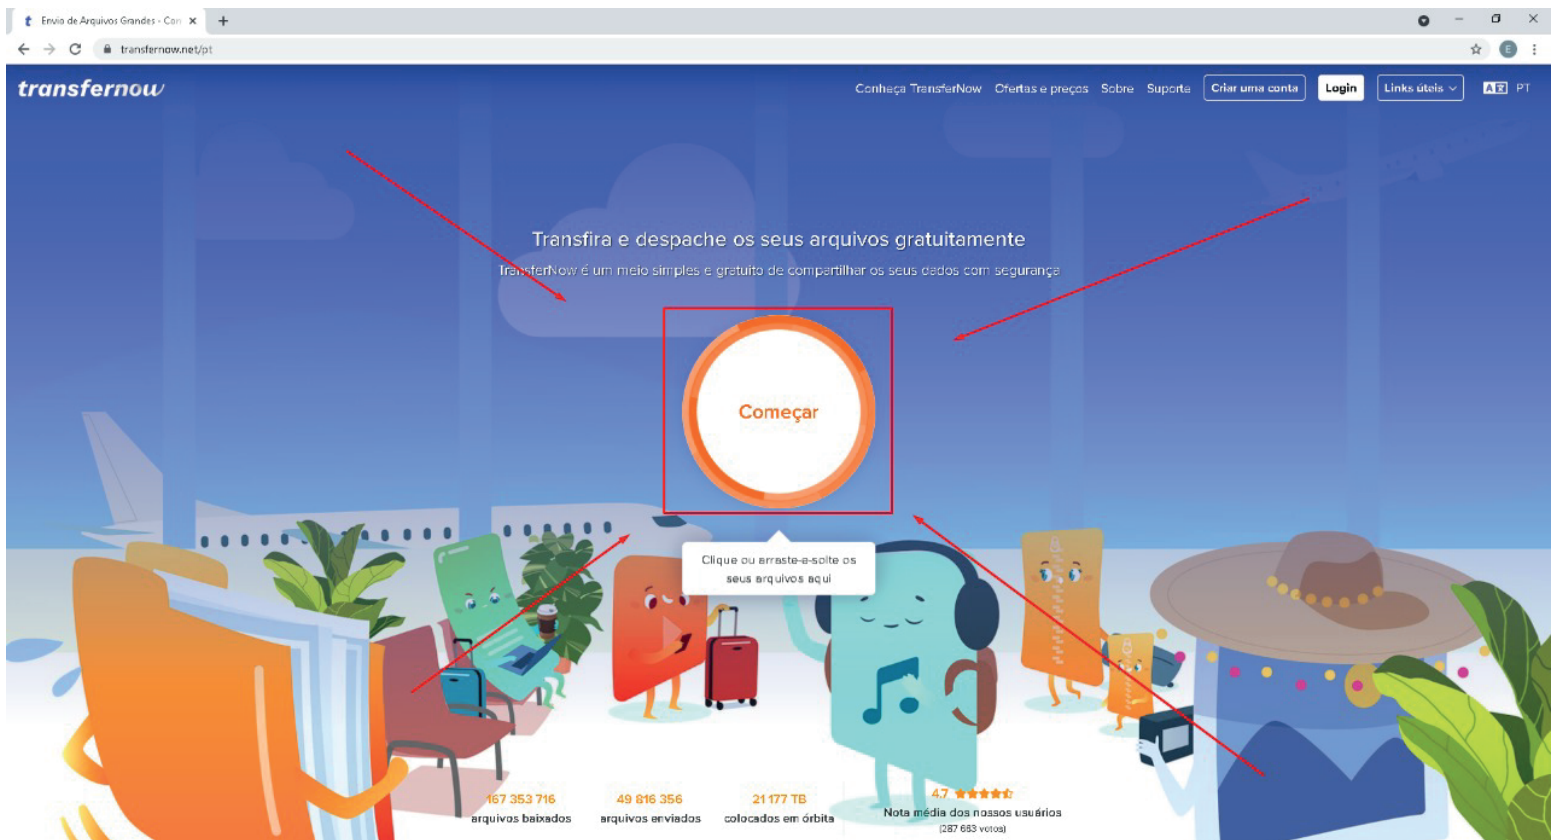 Envio de Arquivos Grandes - Con
transfernow.net/pt
E
transfernow
Conheça TransferNow Ofertas e preços Sobre Suporte Criar uma conta Login Links úteis PT
Transfira e despache os seus arquivos gratuitamente
TransferNow é um meio simples e gratuito de compartilhar os seus dados com segurança
Começar
Clique ou arraste-e-solte os
seus arquivos aqui
167 353 716 49 816 356 21 177 TB 4.7
arquivos baixados arquivos enviados colocados em órbita Nota média dos nossos usuários
(287 663 votos)